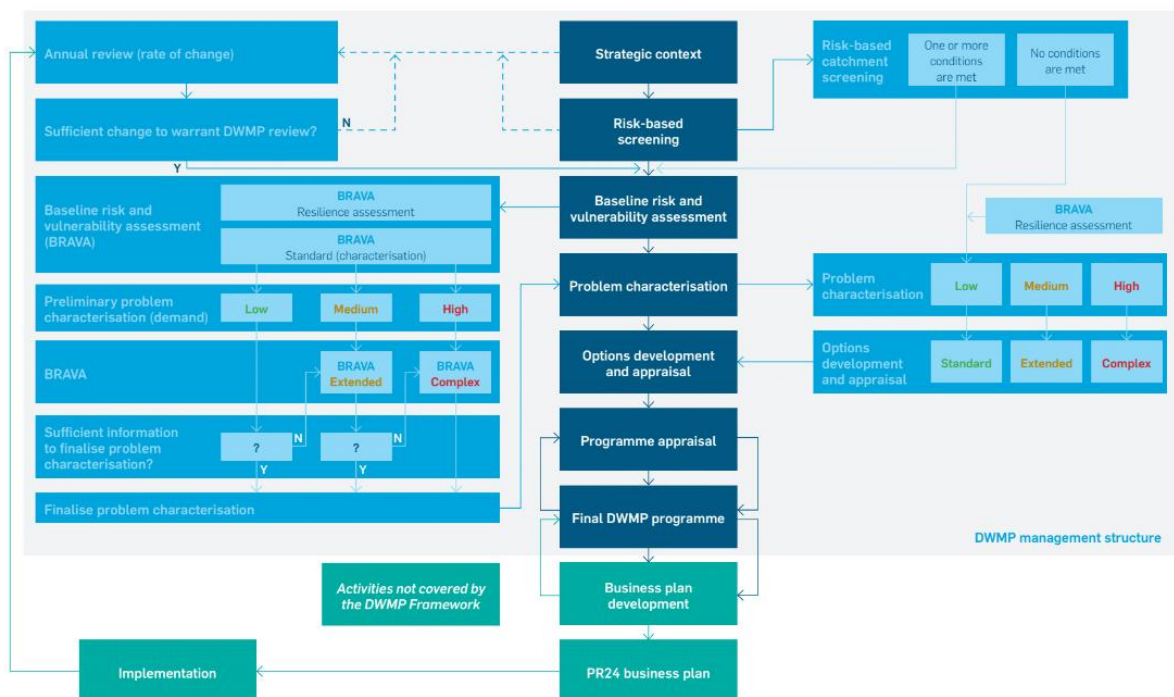 Annual review (rate of change)
Strategic context
Risk-based
catchment
screening
One or more
conditions
are met
No conditions
are met
Sufficient change to warrant DWMP review?
N
Y
Risk-based
screening
Baseline risk and
vulnerability assessment
(BRAVA)
BRAVA
Resilience assessment
BRAVA
Standard (characterisation)
Baseline risk and
vulnerability assessment
BRAVA
Resilience assessment
Preliminary problem
characterisation (demand)
Low
Medium
High
Problem characterisation
Problem
characterisation
Low
Medium
High
BRAVA
BRAVA
Extended
BRAVA
Complex
Options development
and appraisal
Options
development
and appraisal
Standard
Extended
Complex
Sufficient information
to finalise problem
characterisation?
?
N
Y
?
N
Y
Programme appraisal
Finalise problem characterisation
Final DWMP programme
DWMP management structure
Activities not covered by
the DWMP Framework
Business plan
development
Implementation
PR24 business plan